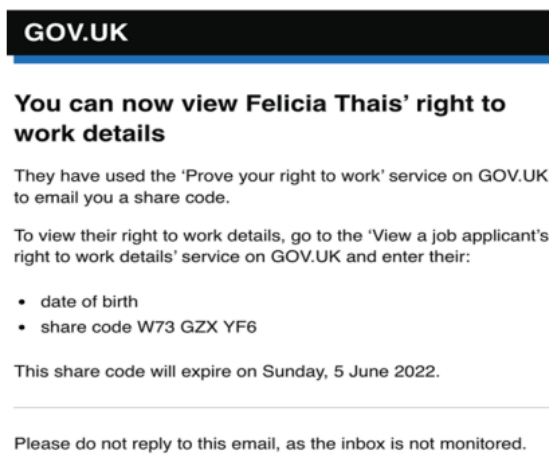 GOV.UK
You can now view Felicia Thais’ right to
work details
They have used the ‘Prove your right to work’ service on GOV.UK
to email you a share code.
To view their right to work details, go to the ‘View a job applicant’s
right to work details’ service on GOV.UK and enter their:
• date of birth
• share code W73 GZX YF6
This share code will expire on Sunday, 5 June 2022.
Please do not reply to this email, as the inbox is not monitored.